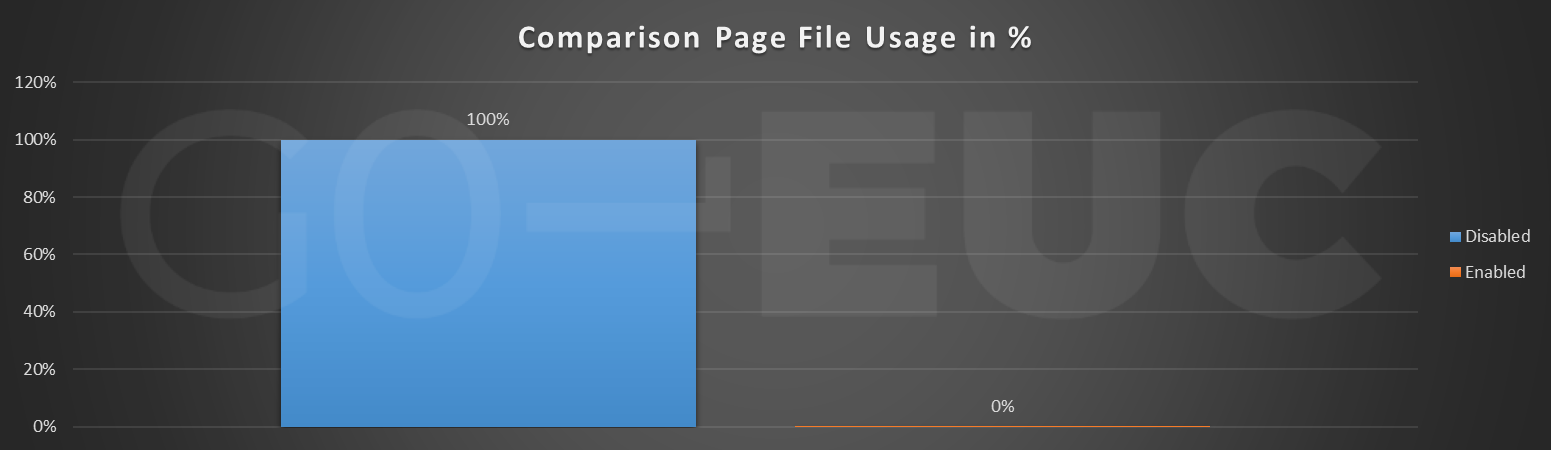 Comparison Page File Usage in %
120%
100%
80%
60%
40%
20%
0%
100%
0%
Disabled
Enabled
GO-EUC